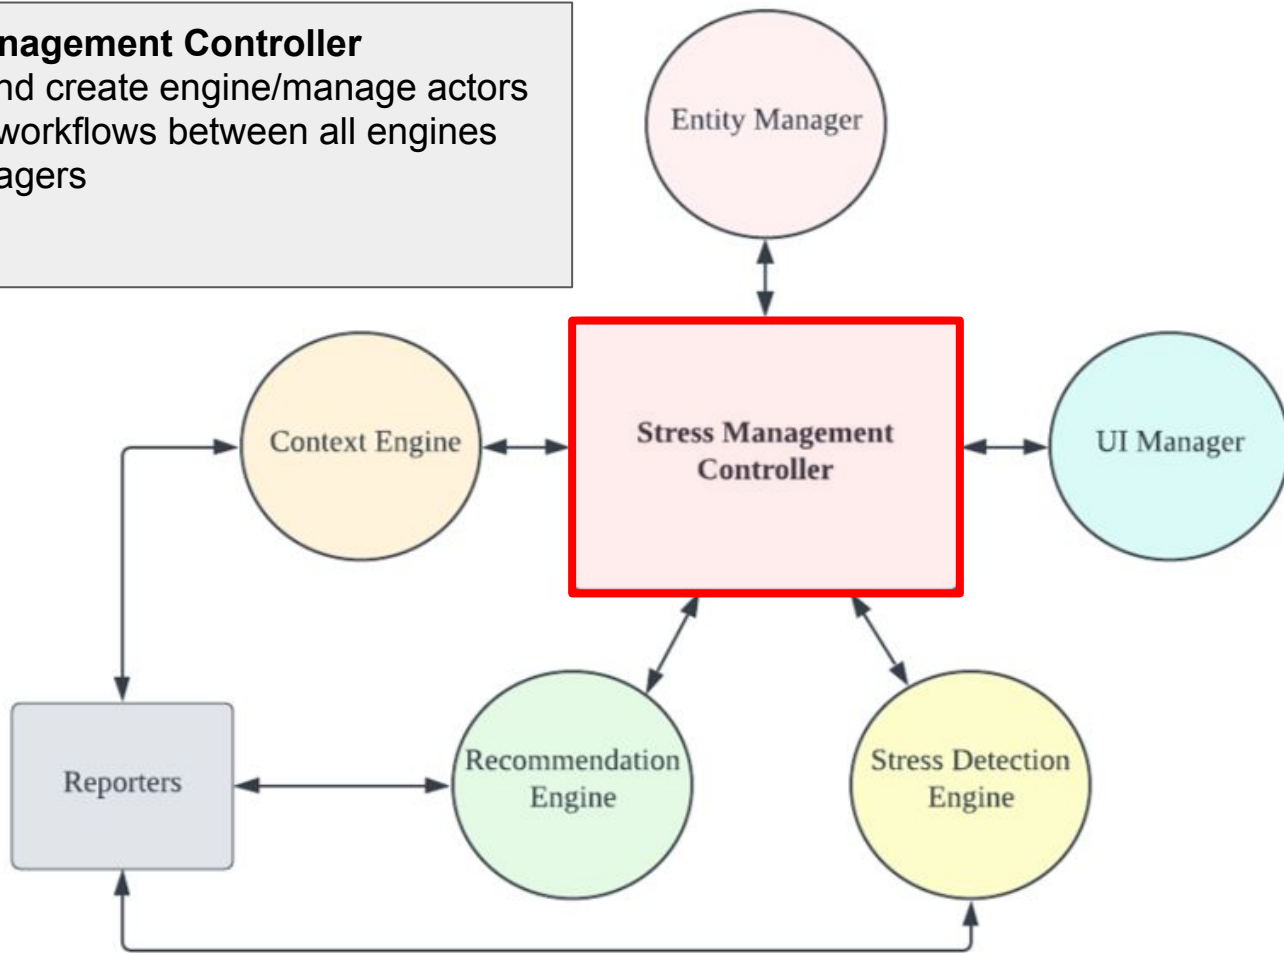 nagement Controller
nd create engine/manage actors
workflows between all engines
agers
Entity Manager
Context Engine
Stress Management
Controller
UI Manager
Reporters
Recommendation
Engine
Stress Detection
Engine